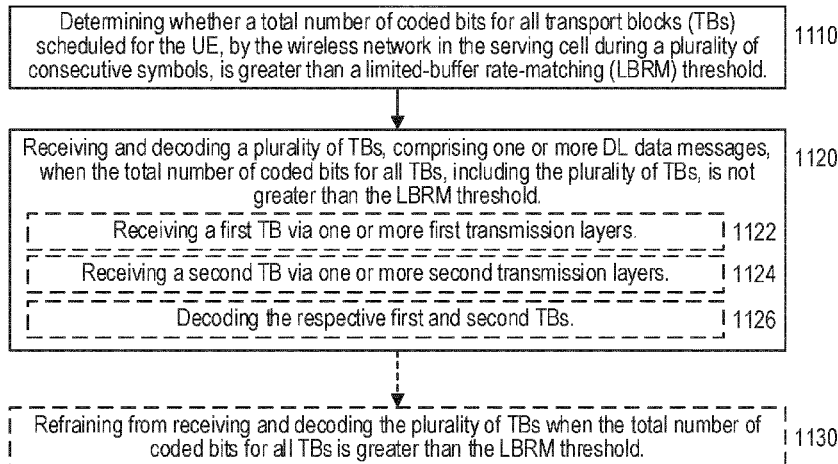 Determining whether a total number of coded bits for all transport blocks (TBs)
scheduled for the UE, by the wireless network in the serving cell during a plurality of
consecutive symbols, is greater than a limited-buffer rate-matching (LBRM) threshold.
1110
Receiving and decoding a plurality of TBs, comprising one or more DL data messages,
when the total number of coded bits for all TBs, including the plurality of TBs, is not
greater than the LBRM threshold.
1120
Receiving a first TB via one or more first transmission layers.
1122
Receiving a second TB via one or more second transmission layers.
1124
Decoding the respective first and second TBs.
1126
Refraining from receiving and decoding the plurality of TBs when the total number of
coded bits for all TBs is greater than the LBRM threshold.
1130